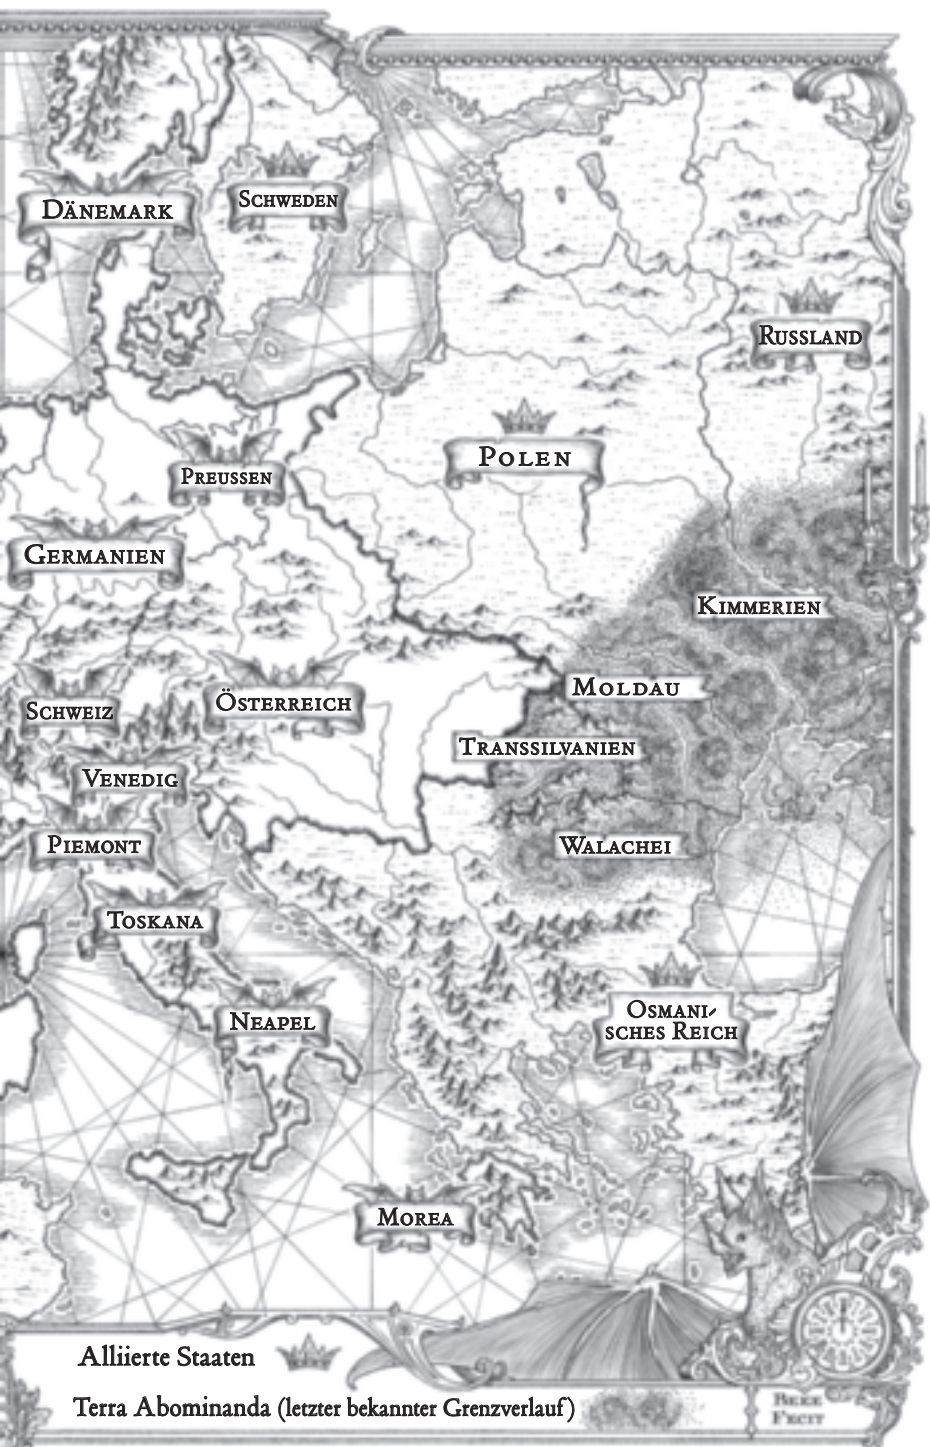 DÄNEMARK
SCHWEDEN
RUSSLAND
POLEN
PREUSSEN
GERMANIEN
KIMMERIEN
MOLDAU
SCHWEIZ
ÖSTERREICH
TRANSSILVANIEN
VENEDIG
PIEMONT
WALACHEI
TOSKANA
NEAPEL
OSMANI-
SCHES REICH
MOREA
Alliierte Staaten
Terra Abominanda (letzter bekannter Grenzverlauf)
FECIT